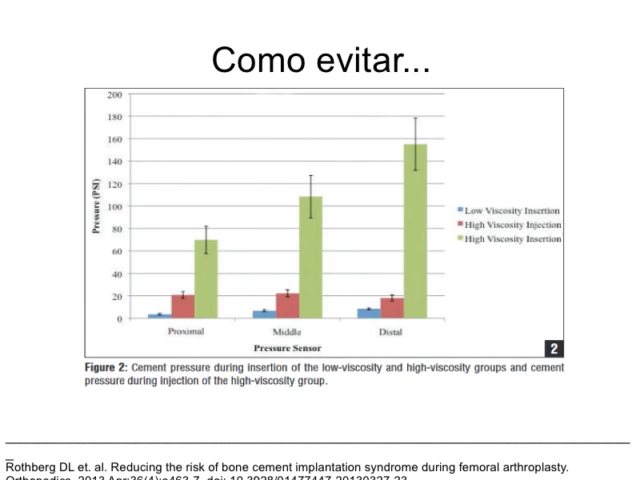 Como evitar...
200
180
160
140
120
100
80
60
40
20
0
Pressure (PSI)
Proximal Middle Distal
Pressure Sensor
Low Viscosity Insertion
High Viscosity Injection
High Viscosity Insertion
2
Figure 2: Cement pressure during insertion of the low-viscosity and high-viscosity groups and cement
pressure during injection of the high-viscosity group.
Rothberg DL et. al. Reducing the risk of bone cement implantation syndrome during femoral arthroplasty.
Orthopedics. 2013 Apr;36(4):e463-7. doi: 10.3928/01477447-20130327-23.